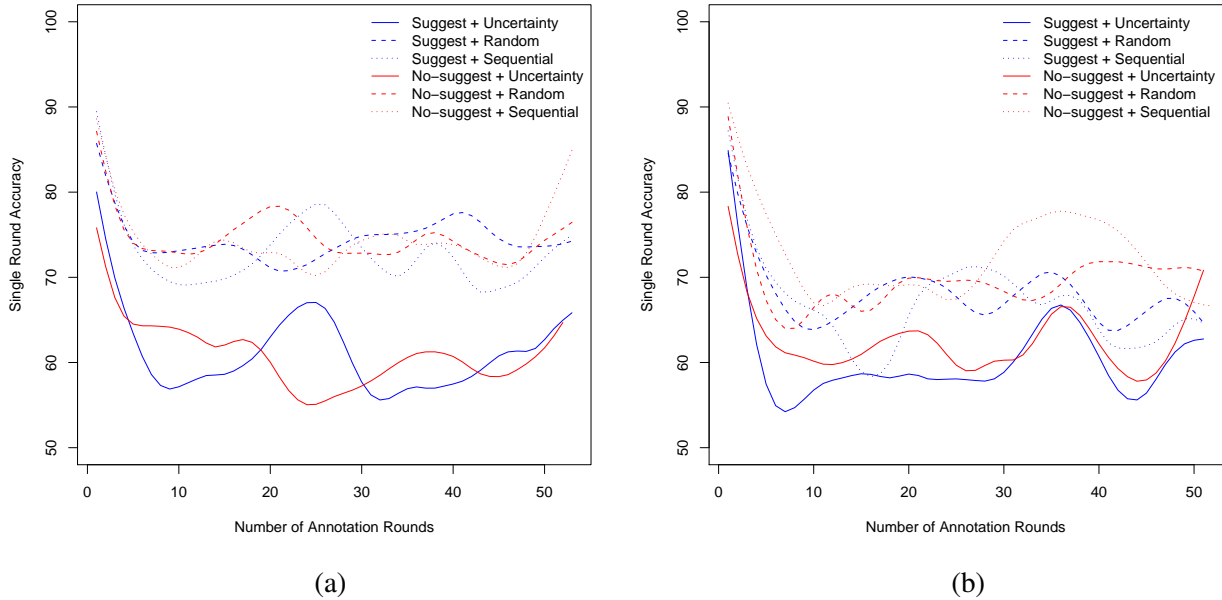 Suggest + Uncertainty
Suggest + Random
Suggest + Sequential
No−suggest + Uncertainty
No−suggest + Random
No−suggest + Sequential
100
90
80
70
60
50
Single Round Accuracy
0 10 20 30 40 50
Number of Annotation Rounds
(a)
Suggest + Uncertainty
Suggest + Random
Suggest + Sequential
No−suggest + Uncertainty
No−suggest + Random
No−suggest + Sequential
100
90
80
70
60
50
Single Round Accuracy
0 10 20 30 40 50
Number of Annotation Rounds
(b)